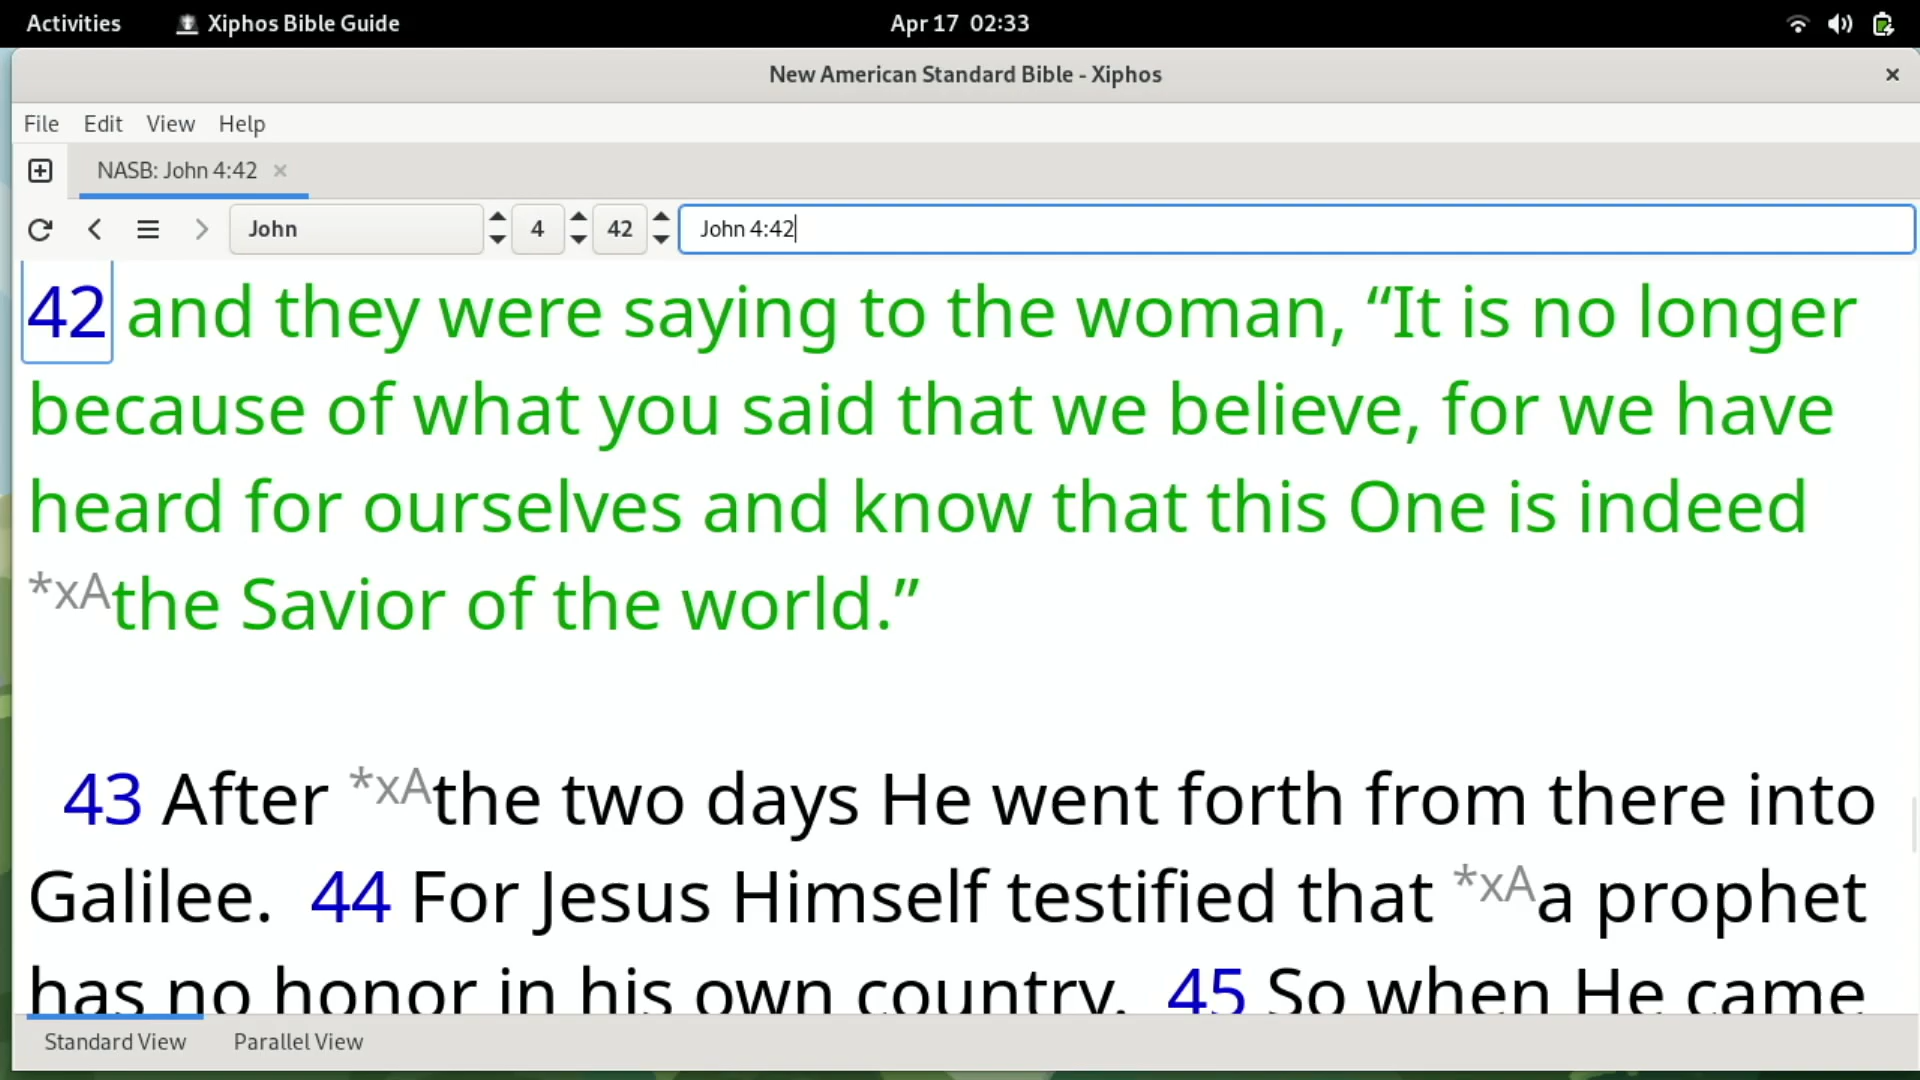 Activities Xiphos Bible Guide Apr 17 02:33
New American Standard Bible - Xiphos ×
File Edit View Help
NASB: John 4:42 ×
John 4 42 John 4:42
42 and they were saying to the woman, “It is no longer
because of what you said that we believe, for we have
heard for ourselves and know that this One is indeed
*xAthe Savior of the world.”
43 After *xAthe two days He went forth from there into
Galilee. 44 For Jesus Himself testified that *xAa prophet
has no honor in his own country. 45 So when He came
Standard View Parallel View